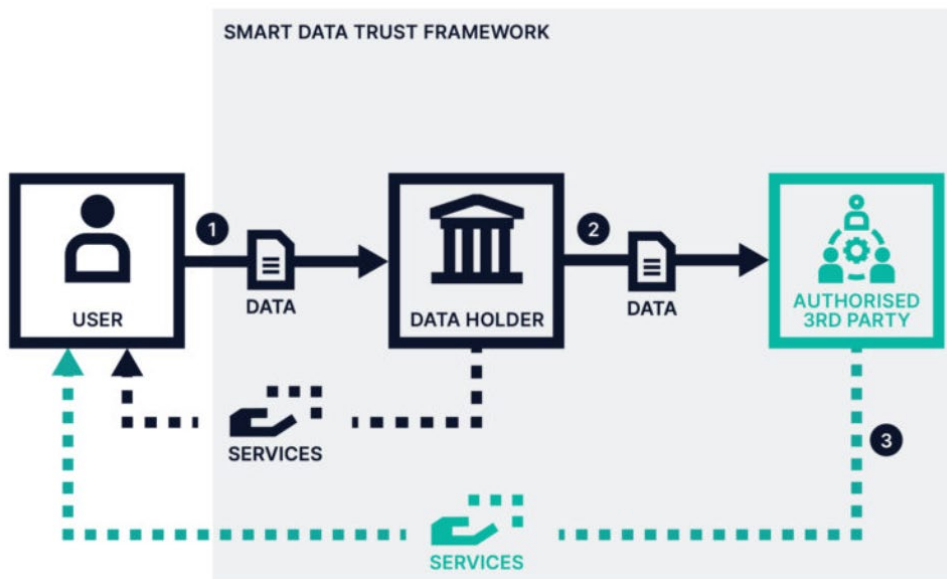 SMART DATA TRUST FRAMEWORK
1
2
DATA
DATA
USER
DATA HOLDER
AUTHORISED
3RD PARTY
SERVICES
3
SERVICES